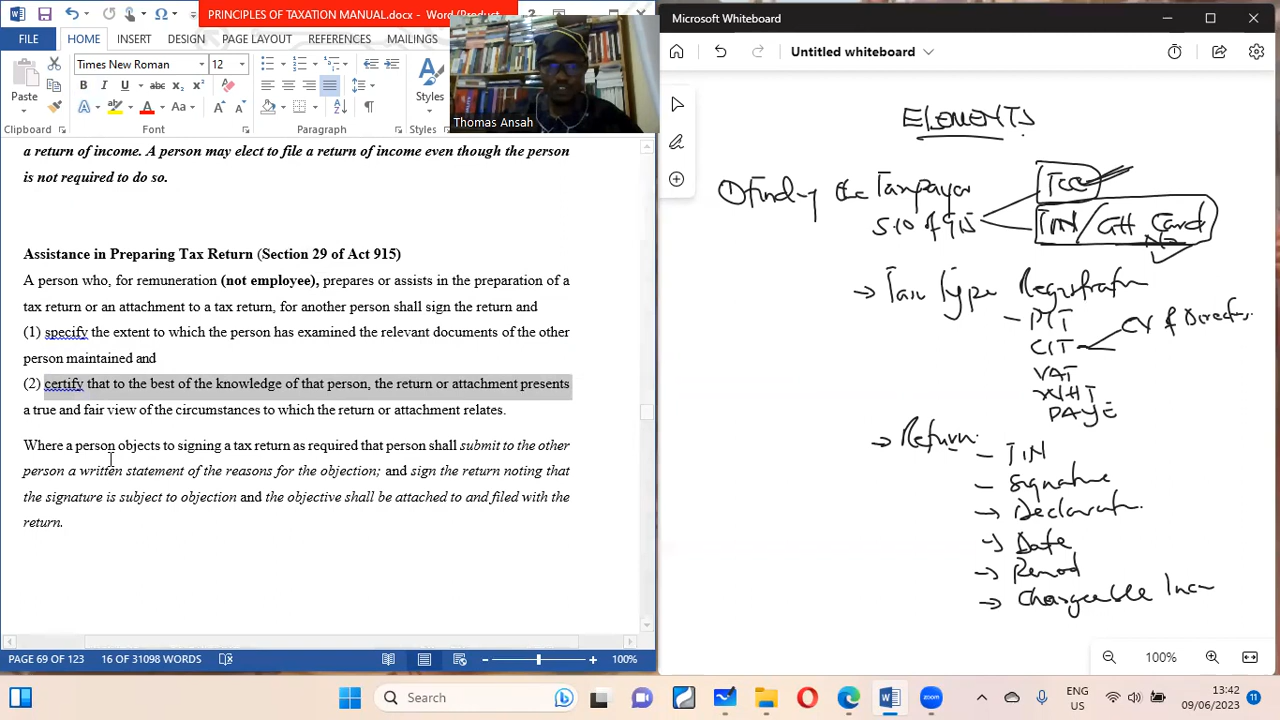 PRINCIPLES OF TAXATION MANUAL.docx - Word (Produc
FILE HOME INSERT DESIGN PAGE LAYOUT REFERENCES MAILINGS
Times New Roman 12
Paste
Styles
Clipboard Font Paragraph Styles
Thomas Ansah
a return of income. A person may elect to file a return of income even though the person
is not required to do so.
Assistance in Preparing Tax Return (Section 29 of Act 915)
A person who, for remuneration (not employee), prepares or assists in the preparation of a
tax return or an attachment to a tax return, for another person shall sign the return and
(1) specify the extent to which the person has examined the relevant documents of the other
person maintained and
(2) certify that to the best of the knowledge of that person, the return or attachment presents
a true and fair view of the circumstances to which the return or attachment relates.
Where a person objects to signing a tax return as required that person shall submit to the other
person a written statement of the reasons for the objection; and sign the return noting that
the signature is subject to objection and the objective shall be attached to and filed with the
return.
PAGE 69 OF 123 16 OF 31098 WORDS 100%
Microsoft Whiteboard
Untitled whiteboard
ELEMENTS
① Finding the Taxpayer
S.10 of 915
TCC
TIN/GH Card
No
→ Tax Type Registration
- PIT
CIT
CV of Directors
VAT
WHT
PAYE
→ Return
- TIN
- Signature
→ Declaration
→ Date
→ Period
→ Chargeable Inc
100%
Search
ENG
US
13:42
09/06/2023